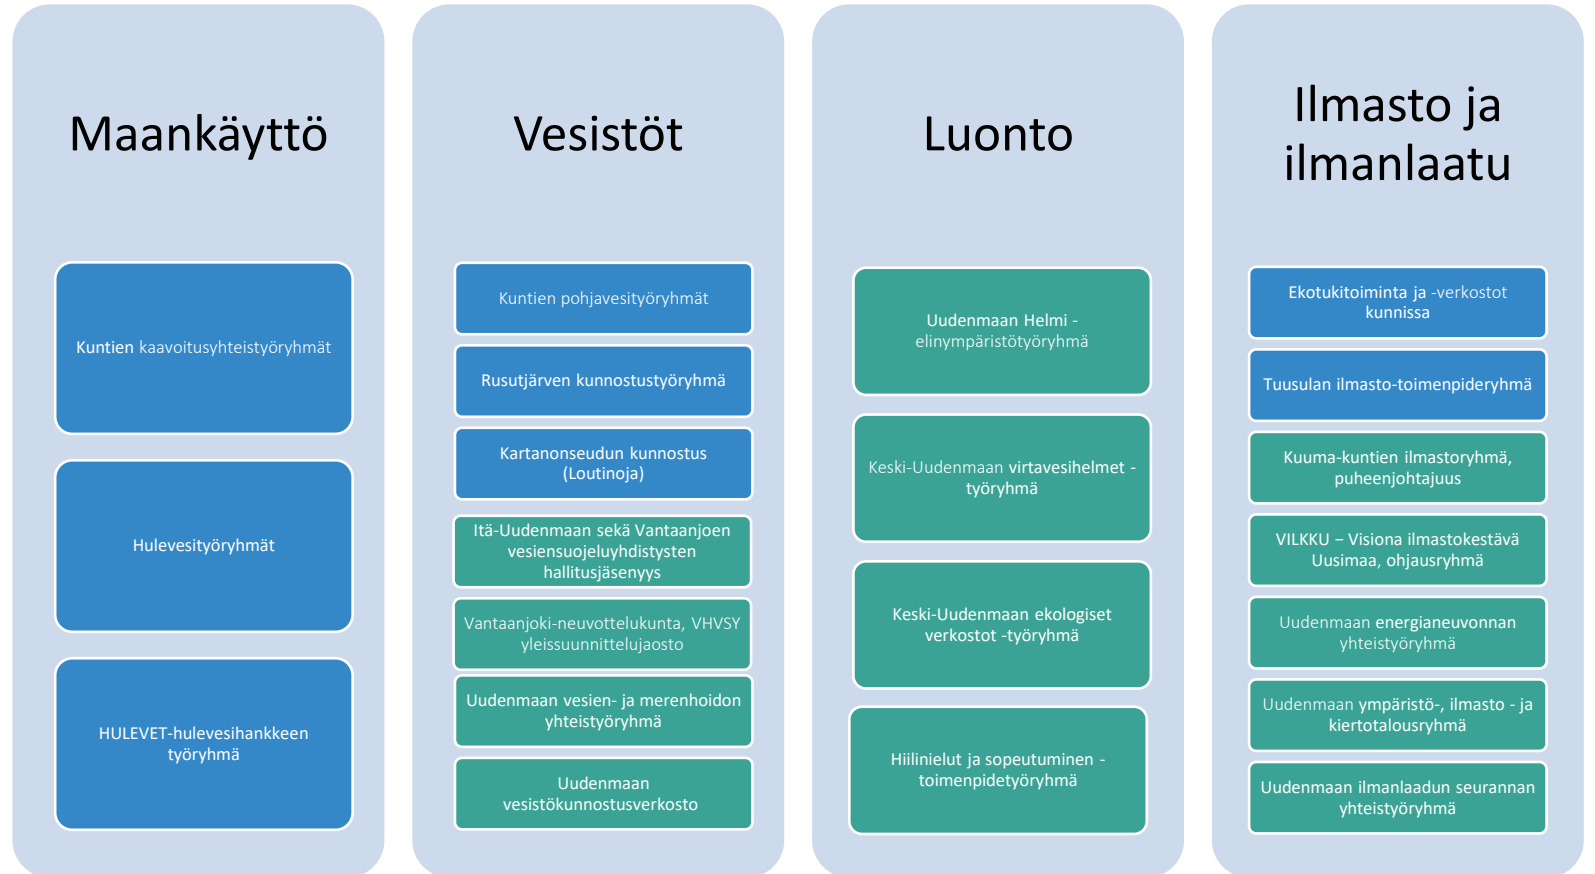 Maankäyttö
Kuntien kaavoitusyhteistyöryhmät
Hulevesityöryhmät
HULEVET-hulevesihankkeen
työryhmä
Vesistöt
Kuntien pohjavesityöryhmät
Rusutjärven kunnostustyöryhmä
Kartanonseudun kunnostus
(Loutinoja)
Itä-Uudenmaan sekä Vantaanjoen
vesiensuojeluyhdistysten
hallitusjäsenyys
Vantaanjoki-neuvottelukunta, VHVSY
yleissuunnittelujaosto
Uudenmaan vesien- ja merenhoidon
yhteistyöryhmä
Uudenmaan
vesistökunnostusverkosto
Luonto
Uudenmaan Helmi -
elinympäristötyöryhmä
Keski-Uudenmaan virtavesihelmet -
työryhmä
Keski-Uudenmaan ekologiset
verkostot -työryhmä
Hiilinielut ja sopeutuminen -
toimenpidetyöryhmä
Ilmasto ja
ilmanlaatu
Ekotukitoiminta ja -verkostot
kunnissa
Tuusulan ilmasto-toimenpideryhmä
Kuuma-kuntien ilmastoryhmä,
puheenjohtajuus
VILKKU – Visiona ilmastokestävä
Uusimaa, ohjausryhmä
Uudenmaan energianeuvonnan
yhteistyöryhmä
Uudenmaan ympäristö-, ilmasto - ja
kiertotalousryhmä
Uudenmaan ilmanlaadun seurannan
yhteistyöryhmä